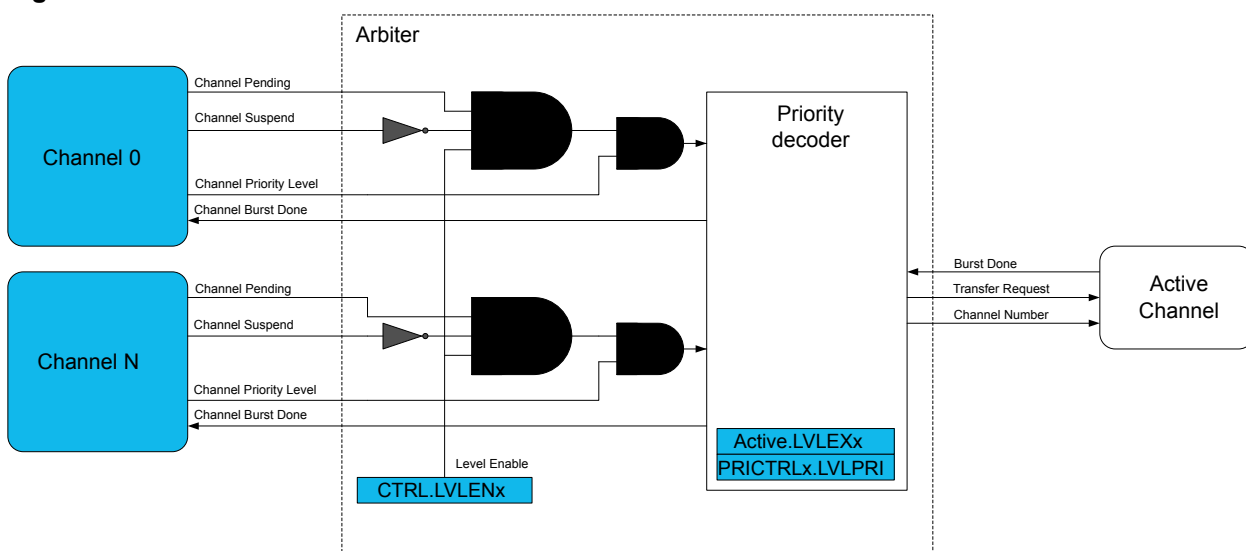 Arbiter
Channel Pending
Channel Suspend
Channel 0
Channel Priority Level
Channel Burst Done
Priority
decoder
Channel Pending
Channel Suspend
Channel N
Channel Priority Level
Channel Burst Done
Burst Done
Transfer Request
Channel Number
Active
Channel
Active.LVLEXx
PRICTRLx.LVLPRI
Level Enable
CTRL.LVLENx